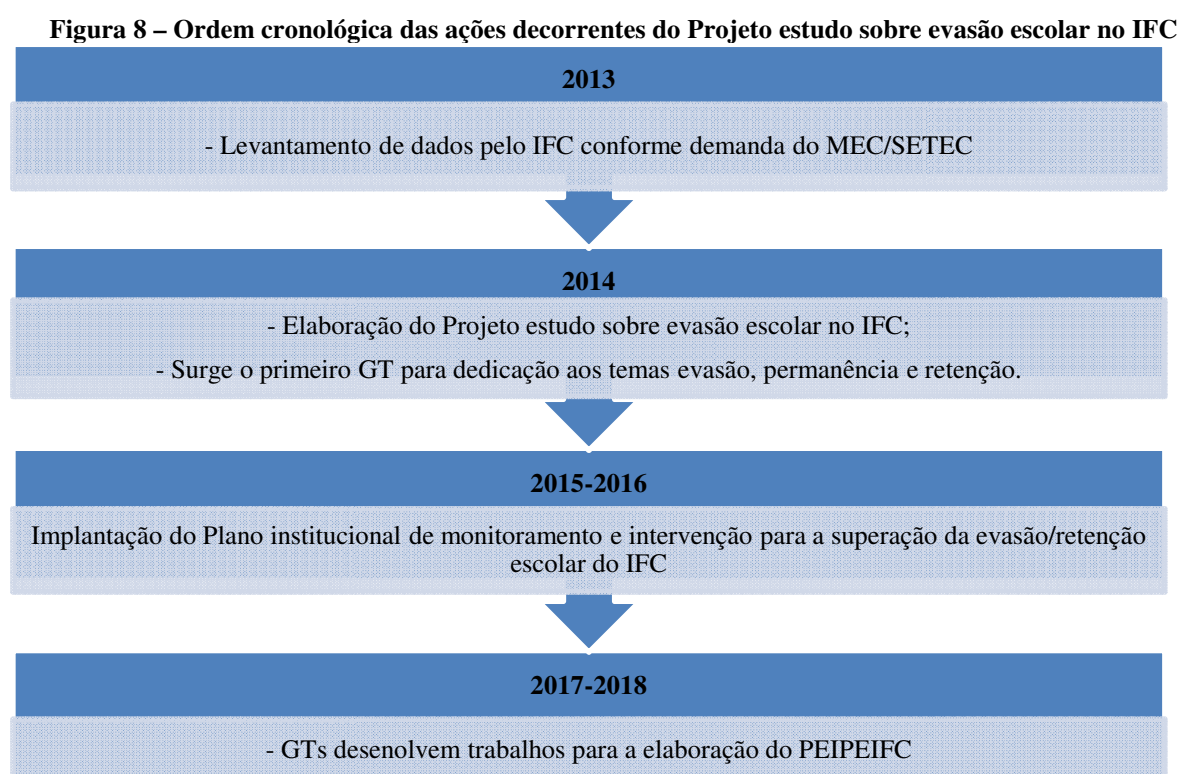 Figura 8 – Ordem cronológica das ações decorrentes do Projeto estudo sobre evasão escolar no IFC
2013
- Levantamento de dados pelo IFC conforme demanda do MEC/SETEC
2014
- Elaboração do Projeto estudo sobre evasão escolar no IFC;
- Surge o primeiro GT para dedicação aos temas evasão, permanência e retenção.
2015-2016
Implantação do Plano institucional de monitoramento e intervenção para a superação da evasão/retenção
escolar do IFC
2017-2018
- GTs desenolvem trabalhos para a elaboração do PEIPEIFC